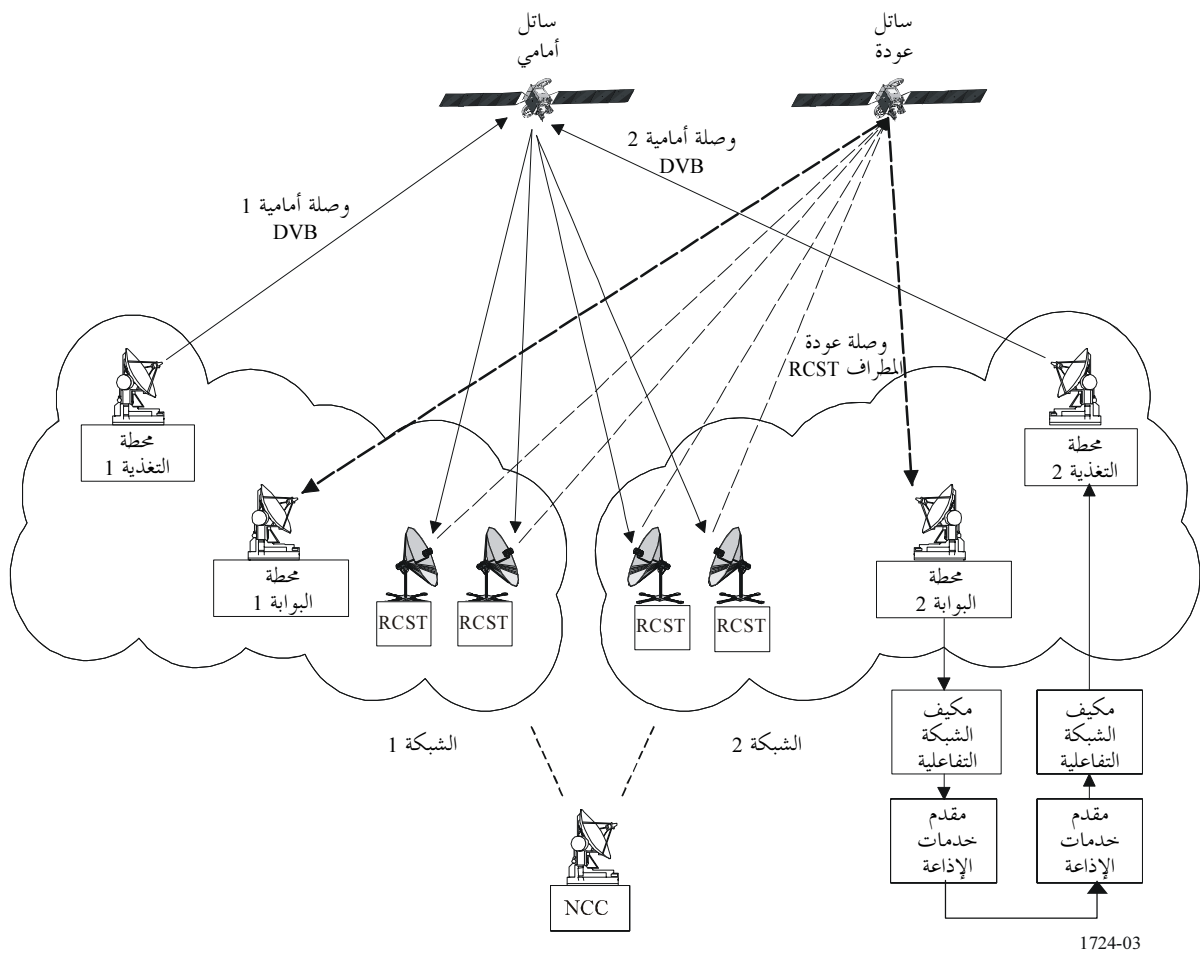 ساتل
أمامي
ساتل
عودة
وصلة أمامية 2
DVB
وصلة أمامية 1
DVB
وصلة عودة
المطراف RCST
محطة
التغذية 1
محطة
التغذية 2
محطة
البوابة 1
محطة
البوابة 2
RCST
RCST
RCST
RCST
الشبكة 1
الشبكة 2
مكيف
الشبكة
التفاعلية
مكيف
الشبكة
التفاعلية
مقدم
خدمات
الإذاعة
مقدم
خدمات
الإذاعة
NCC
1724-03